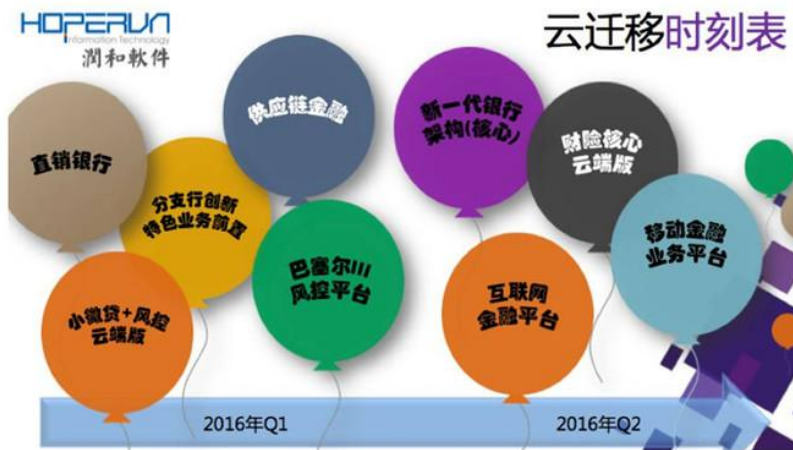 HOPERUN
Information Technology
潤和軟件
云迁移时刻表
直销银行
分支行创新
特色业务前置
供应链金融
小微贷+风控
云端版
巴塞尔III
风控平台
新一代银行
架构(核心)
财险核心
云端版
互联网
金融平台
移动金融
业务平台
2016年Q1
2016年Q2